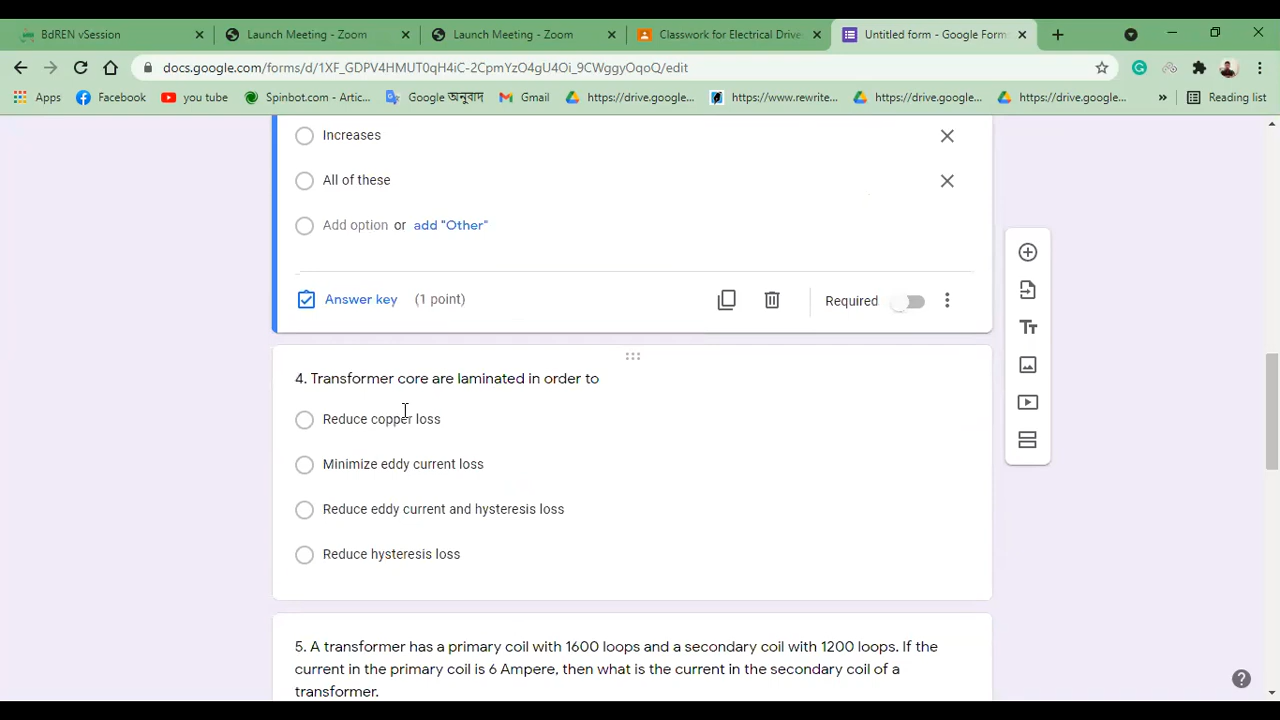 BdREN vSession
Launch Meeting - Zoom
Launch Meeting - Zoom
Classwork for Electrical Drive
Untitled form - Google Form
docs.google.com/forms/d/1XF_GDPV4HMUT0qH4iC-2CpmYzO4gU4Oi_9CWggyOqoQ/edit
Apps
Facebook
you tube
Spinbot.com - Artic...
Google অনুবাদ
Gmail
https://drive.google...
https://www.rewrite...
https://drive.google...
https://drive.google...
Reading list
Increases
All of these
Add option or add "Other"
Answer key (1 point)
Required
4. Transformer core are laminated in order to
Reduce copper loss
Minimize eddy current loss
Reduce eddy current and hysteresis loss
Reduce hysteresis loss
5. A transformer has a primary coil with 1600 loops and a secondary coil with 1200 loops. If the
current in the primary coil is 6 Ampere, then what is the current in the secondary coil of a
transformer.